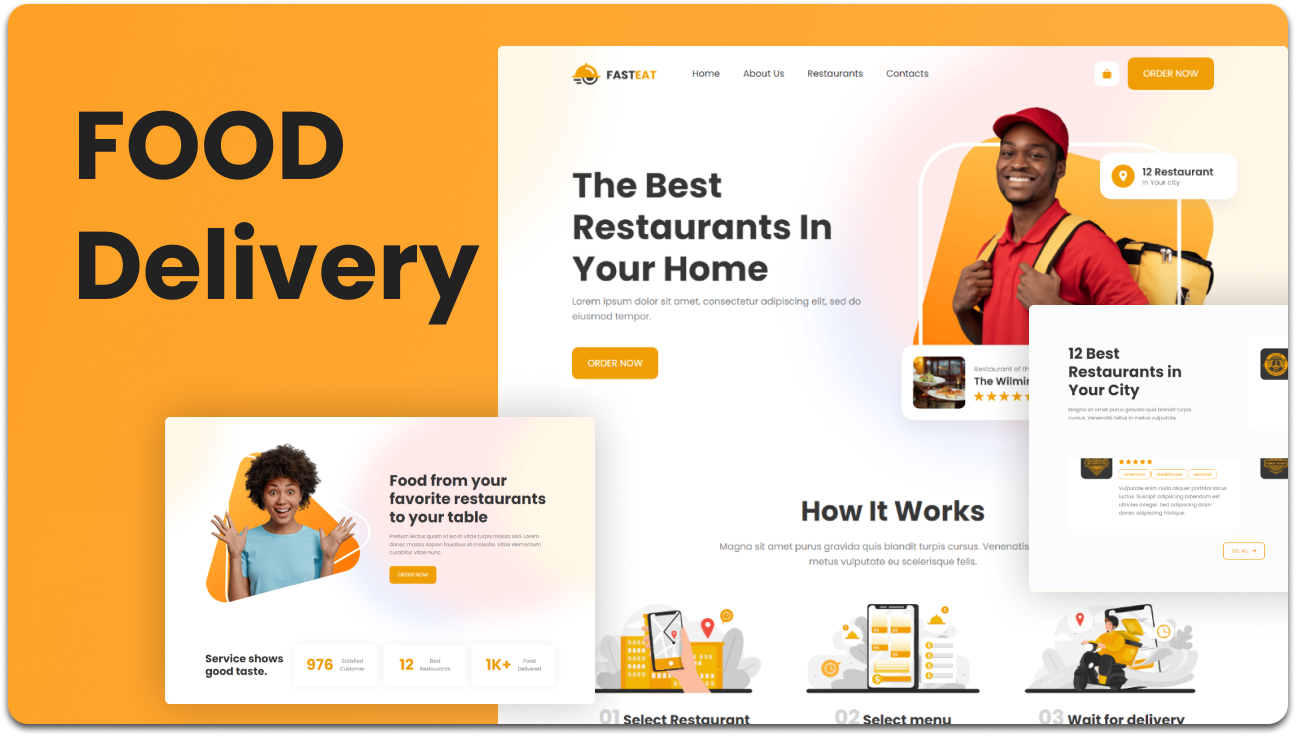 FOOD
Delivery
FASTEAT
Home
About Us
Restaurants
Contacts
ORDER NOW
The Best
Restaurants In
Your Home
Lorem ipsum dolor sit amet, consectetur adipiscing elit, sed do
eiusmod tempor.
ORDER NOW
12 Restaurant
In Your city
Restaurant of th
The Wilmin
12 Best
Restaurants in
Your City
Magna sit amet purus gravida quis blandit turpis
cursus. Venenatis tellus in metus vulputate.
Vulputate enim nulla aliquet porttitor lacus
luctus. Suscipit adipiscing bibendum est
ultricies integer. Sed adipiscing diam
donec adipiscing tristique.
SEE ALL
Food from your
favorite restaurants
to your table
Pretium lectus quam id leo in vitae turpis massa sed. Lorem
donec massa sapien faucibus et molestie. Vitae elementum
curabitur vitae nunc.
ORDER NOW
Service shows
good taste.
976 Satisfied
Customer
12 Best
Restaurants
1K+ Food
Delivered
How It Works
Magna sit amet purus gravida quis blandit turpis cursus. Venenatis
metus vulputate eu scelerisque felis.
01 Select Restaurant
02 Select menu
03 Wait for delivery